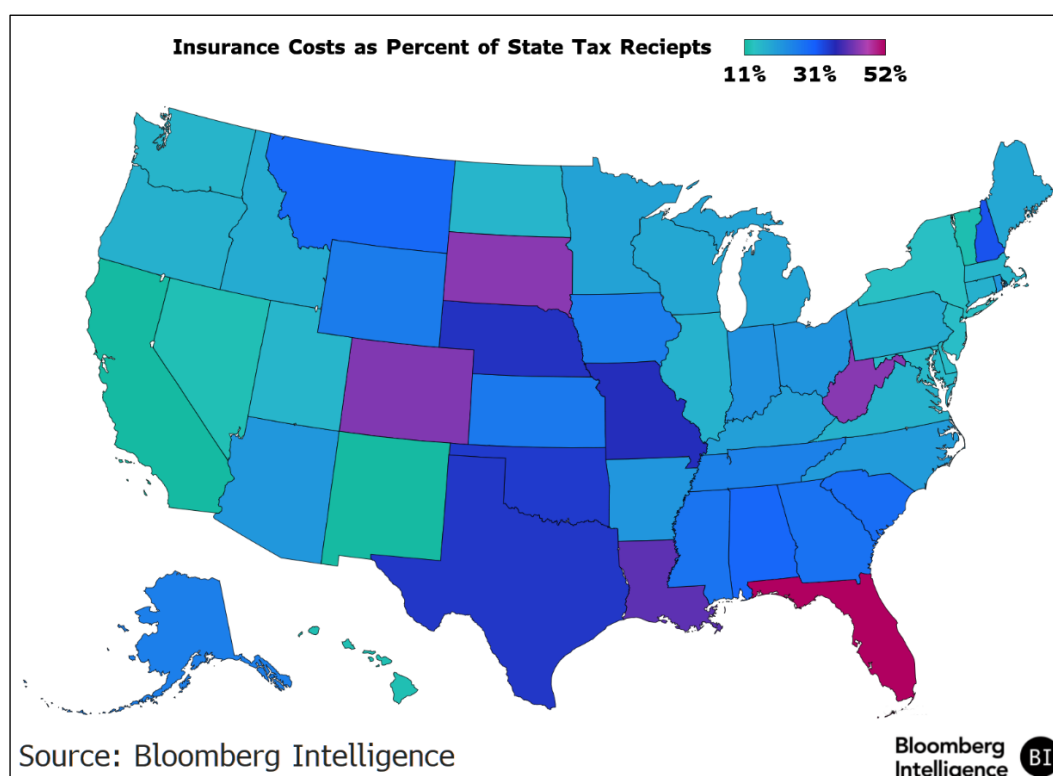 Insurance Costs as Percent of State Tax Reciepts
11% 31% 52%
Source: Bloomberg Intelligence
Bloomberg
Intelligence BI